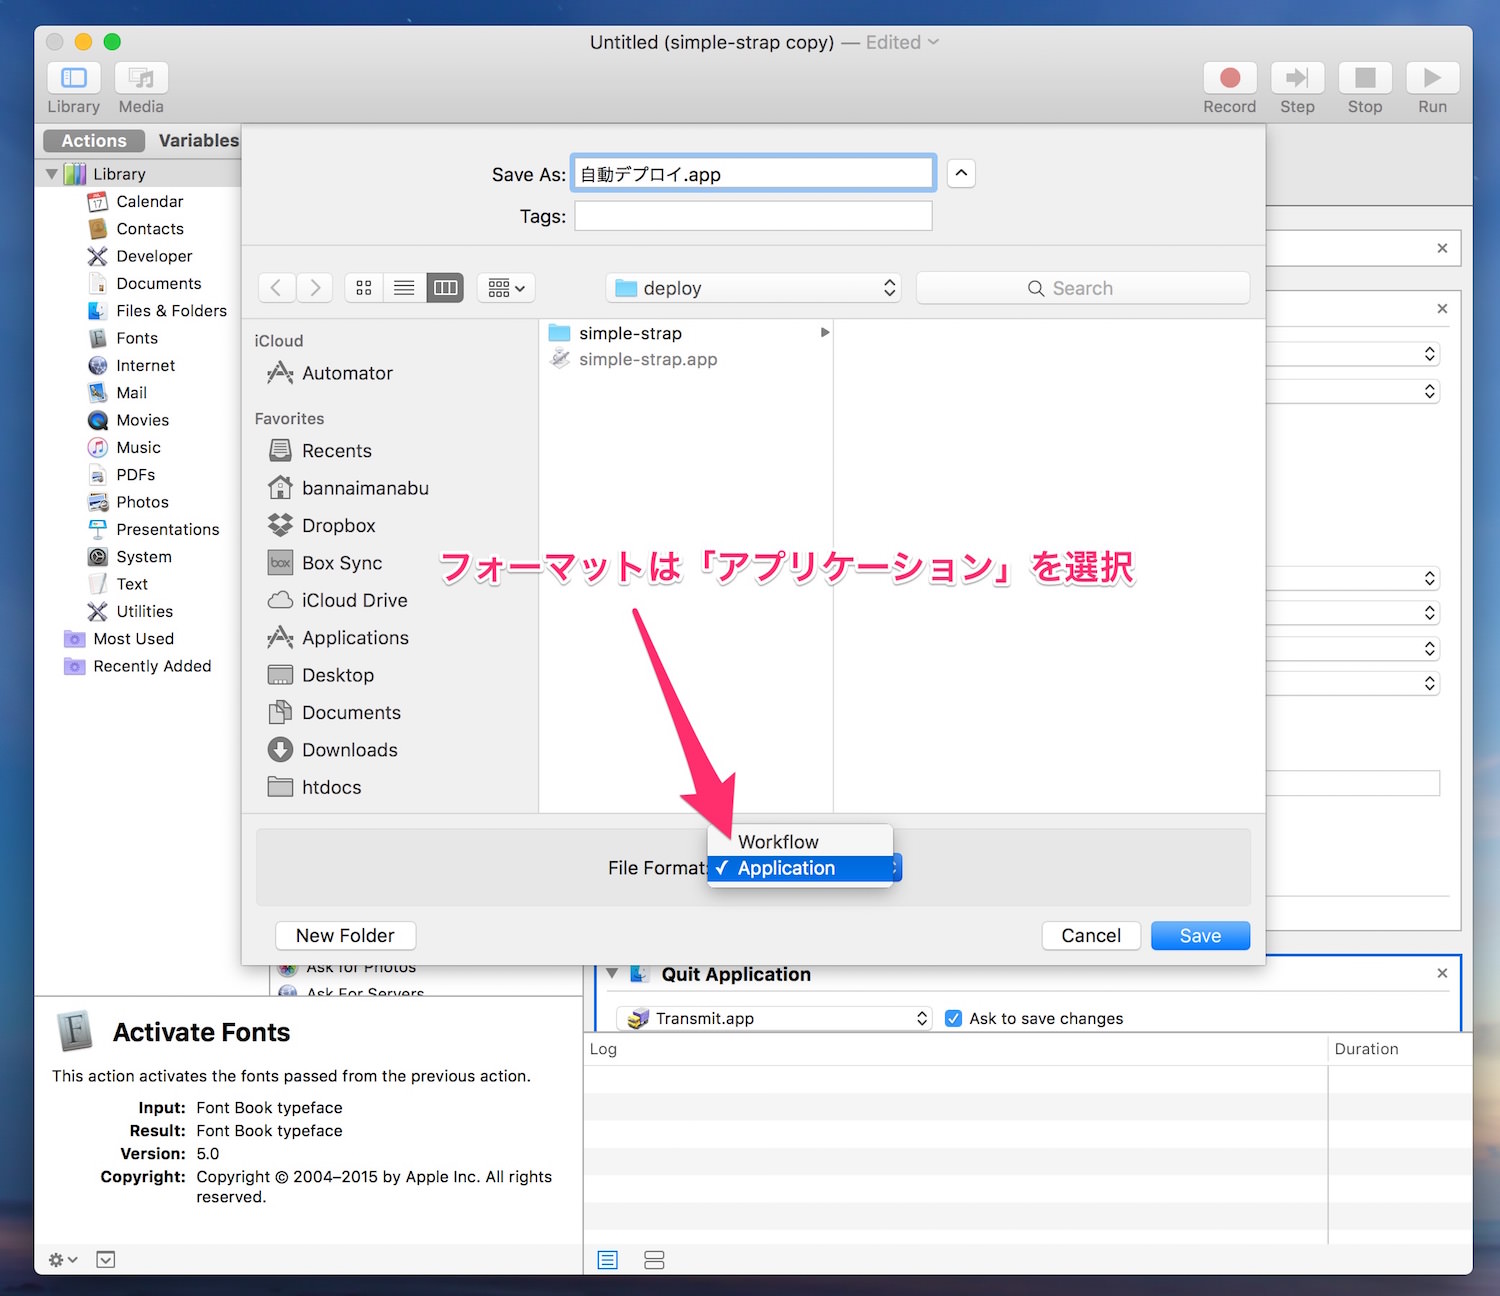 Untitled (simple-strap copy) — Edited
Library Media Record Step Stop Run
Actions Variables
Library
Calendar
Contacts
Developer
Documents
Files & Folders
Fonts
Internet
Mail
Movies
Music
PDFs
Photos
Presentations
System
Text
Utilities
Most Used
Recently Added
Save As: 自動デプロイ.app
Tags:
deploy
Search
iCloud
Automator
Favorites
Recents
bannaimanabu
Dropbox
Box Sync
iCloud Drive
Applications
Desktop
Documents
Downloads
htdocs
simple-strap
simple-strap.app
フォーマットは「アプリケーション」を選択
Workflow
File Format: ✓ Application
New Folder Cancel Save
Ask for Photos
Ask For Servers
Quit Application
Transmit.app Ask to save changes
Log Duration
Activate Fonts
This action activates the fonts passed from the previous action.
Input: Font Book typeface
Result: Font Book typeface
Version: 5.0
Copyright: Copyright © 2004–2015 by Apple Inc. All rights
reserved.